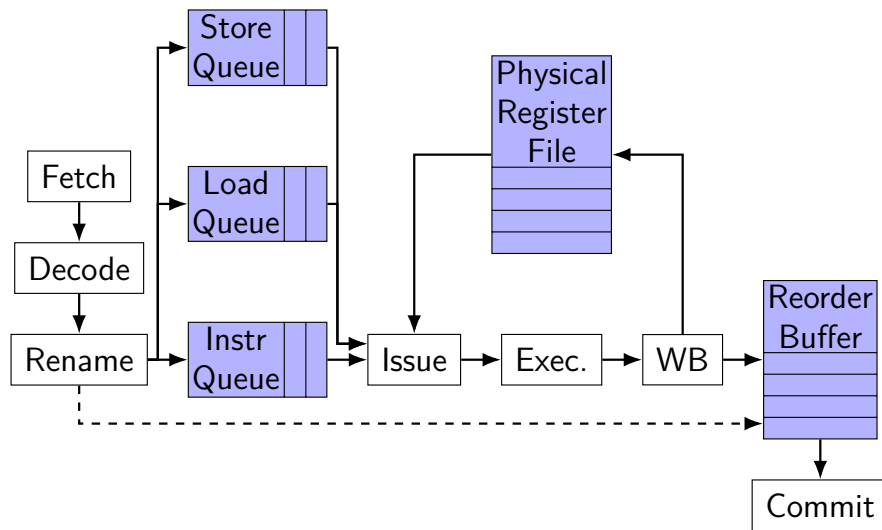 Store
Queue
Physical
Register
File
Fetch
Load
Queue
Decode
Reorder
Buffer
Rename
Instr
Queue
Issue
Exec.
WB
Commit